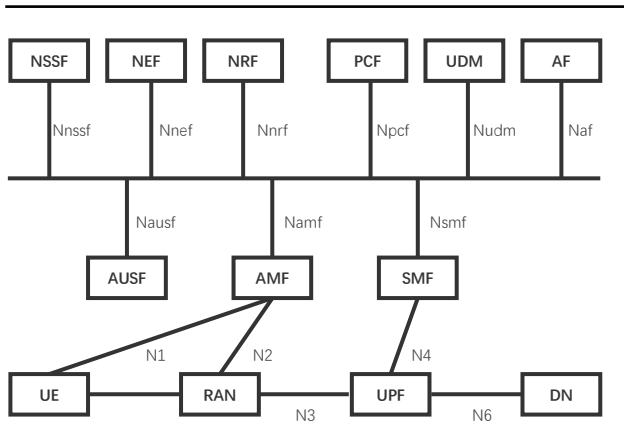 NSSF NEF NRF PCF UDM AF
Nnssf Nnef Nnrf Npcf Nudm Naf
Nausf Namf Nsmf
AUSF AMF SMF
N1 N2 N4
UE RAN UPF DN
N3 N6